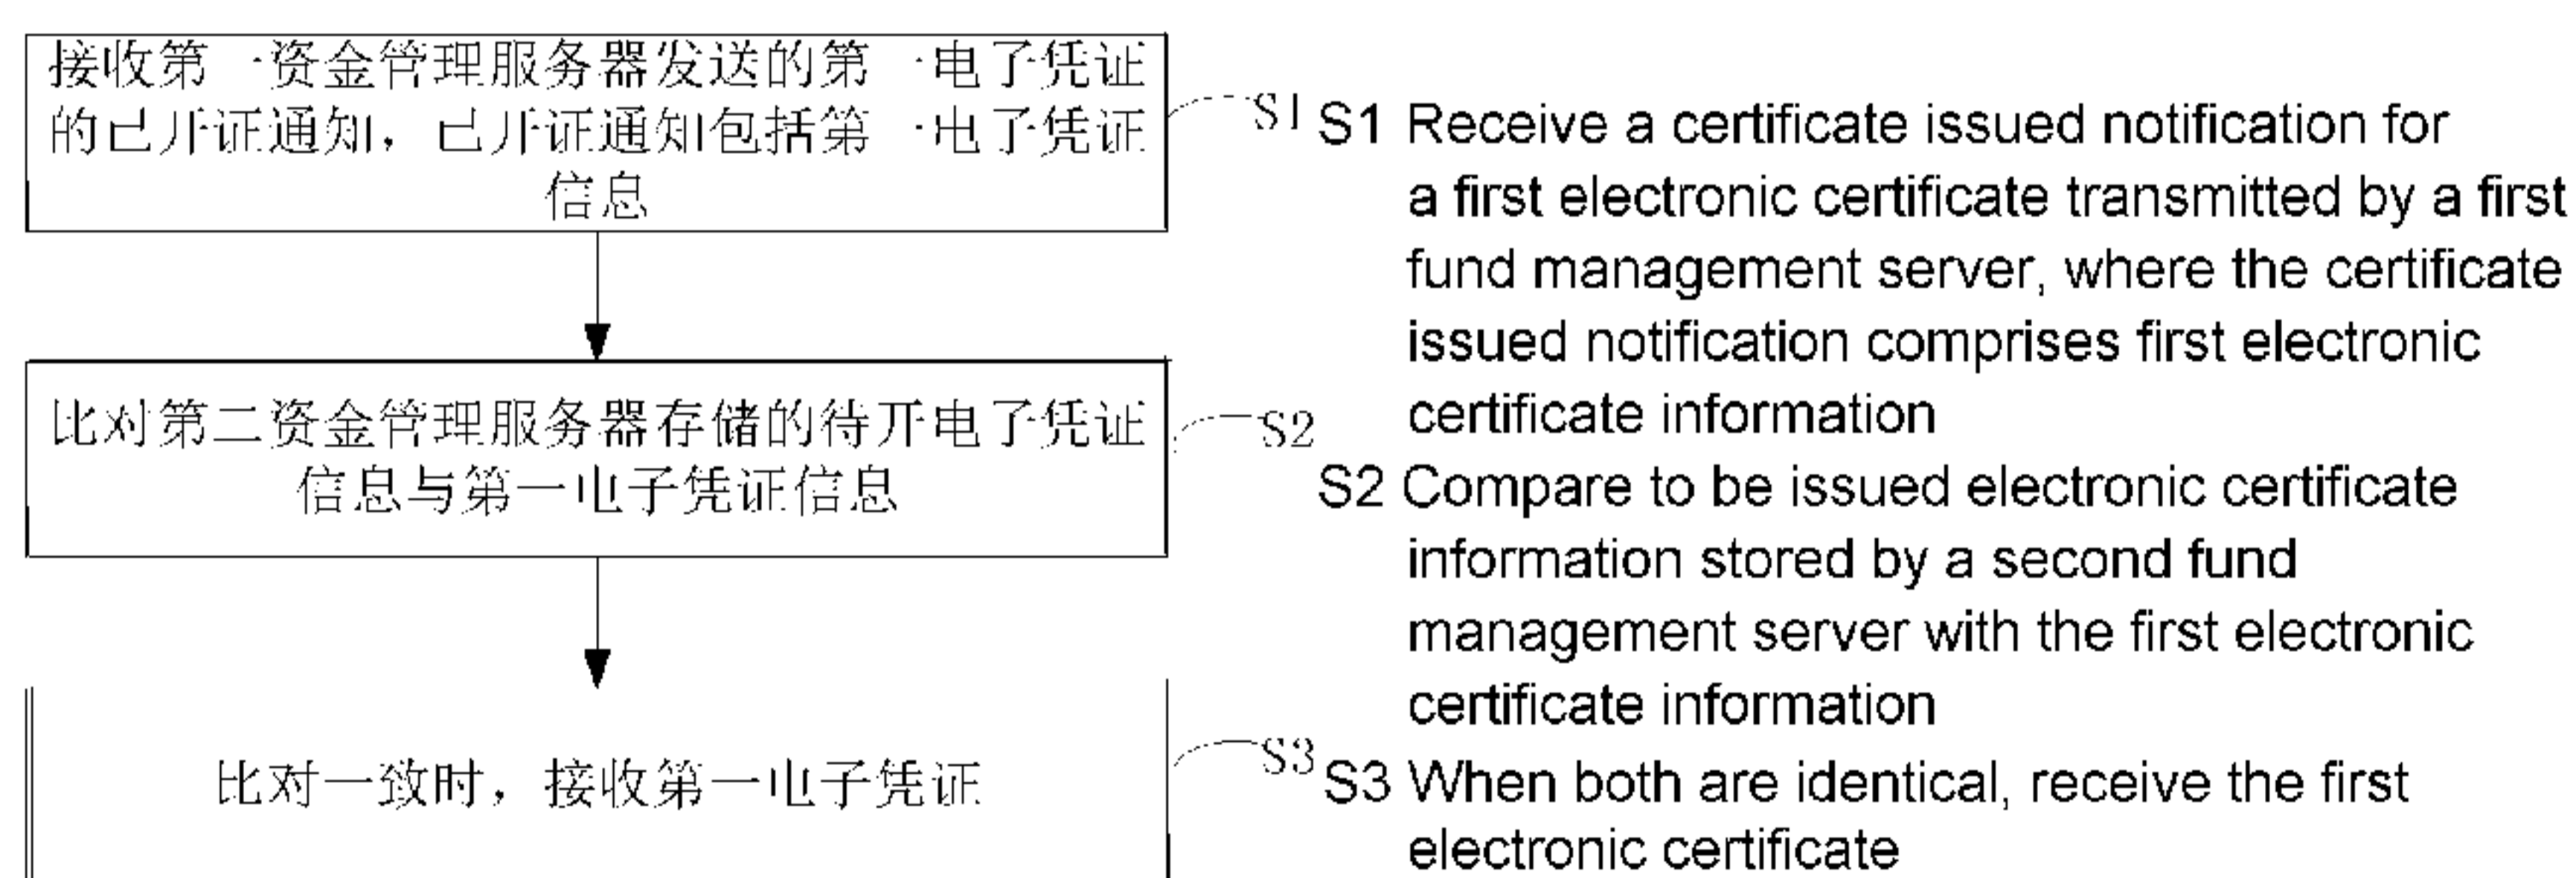 接收第一资金管理服务器发送的第一电子凭证
的已开证通知，已开证通知包括第一电子凭证
信息
S1
比对第二资金管理服务器存储的待开电子凭证
信息与第一电子凭证信息
S2
比对一致时，接收第一电子凭证
S3
S1 Receive a certificate issued notification for
a first electronic certificate transmitted by a first
fund management server, where the certificate
issued notification comprises first electronic
certificate information
S2 Compare to be issued electronic certificate
information stored by a second fund
management server with the first electronic
certificate information
S3 When both are identical, receive the first
electronic certificate